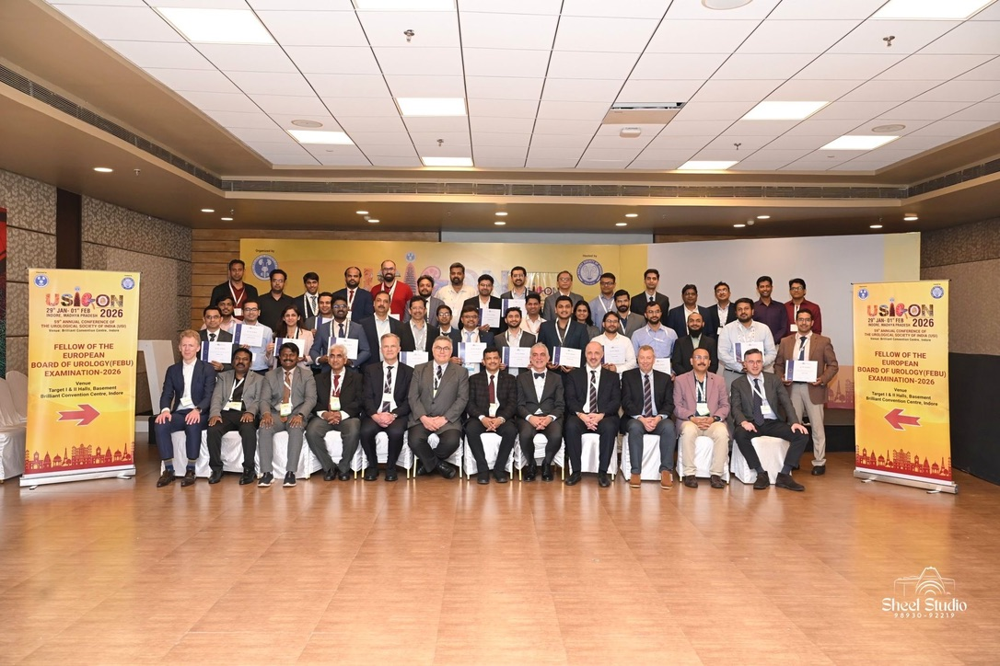 Organised by
Hosted by
USICON
29th JAN-01st FEB
INDORE, MADHYA PRADESH
2026
59th ANNUAL CONFERENCE OF
THE UROLOGICAL SOCIETY OF INDIA (USI)
Venue: Brilliant Convention Centre, Indore
FELLOW OF THE
EUROPEAN
BOARD OF UROLOGY(FEBU)
EXAMINATION-2026
Venue
Target I & II Halls, Basement
Brilliant Convention Centre, Indore
USICON
29th JAN-01st FEB
INDORE, MADHYA PRADESH
2026
59th ANNUAL CONFERENCE OF
THE UROLOGICAL SOCIETY OF INDIA (USI)
Venue: Brilliant Convention Centre, Indore
FELLOW OF THE
EUROPEAN
BOARD OF UROLOGY(FEBU)
EXAMINATION-2026
Venue
Target I & II Halls, Basement
Brilliant Convention Centre, Indore
Sheel Studio
98930-92219